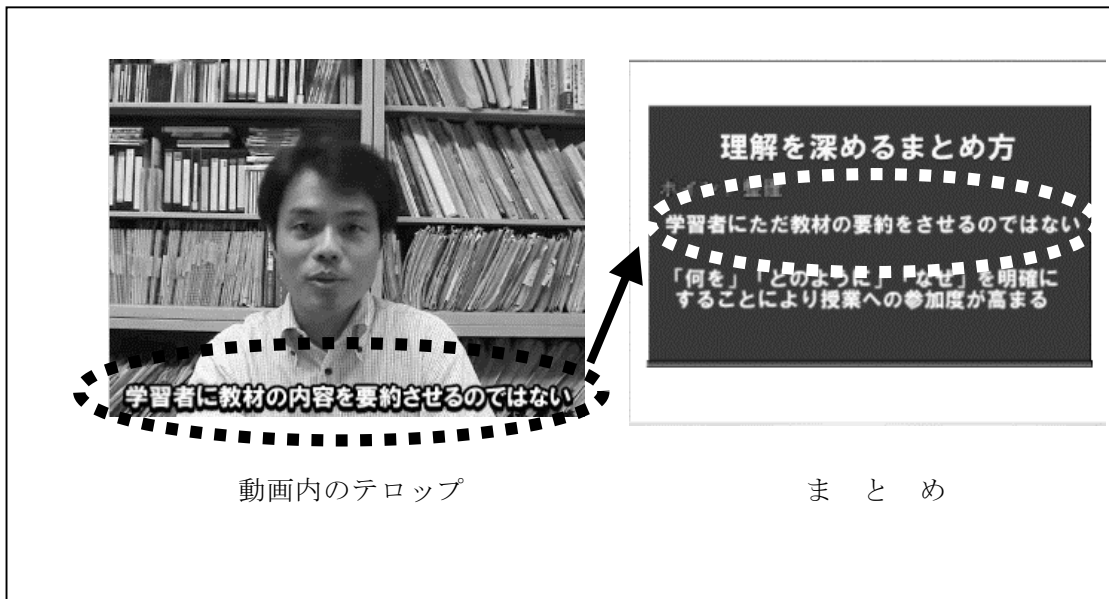 学習者に教材の内容を要約させるのではない
動画内のテロップ
理解を深めるまとめ方
学習者にただ教材の要約をさせるのではない
「何を」「どのように」「なぜ」を明確に
することにより授業への参加度が高まる
まとめ